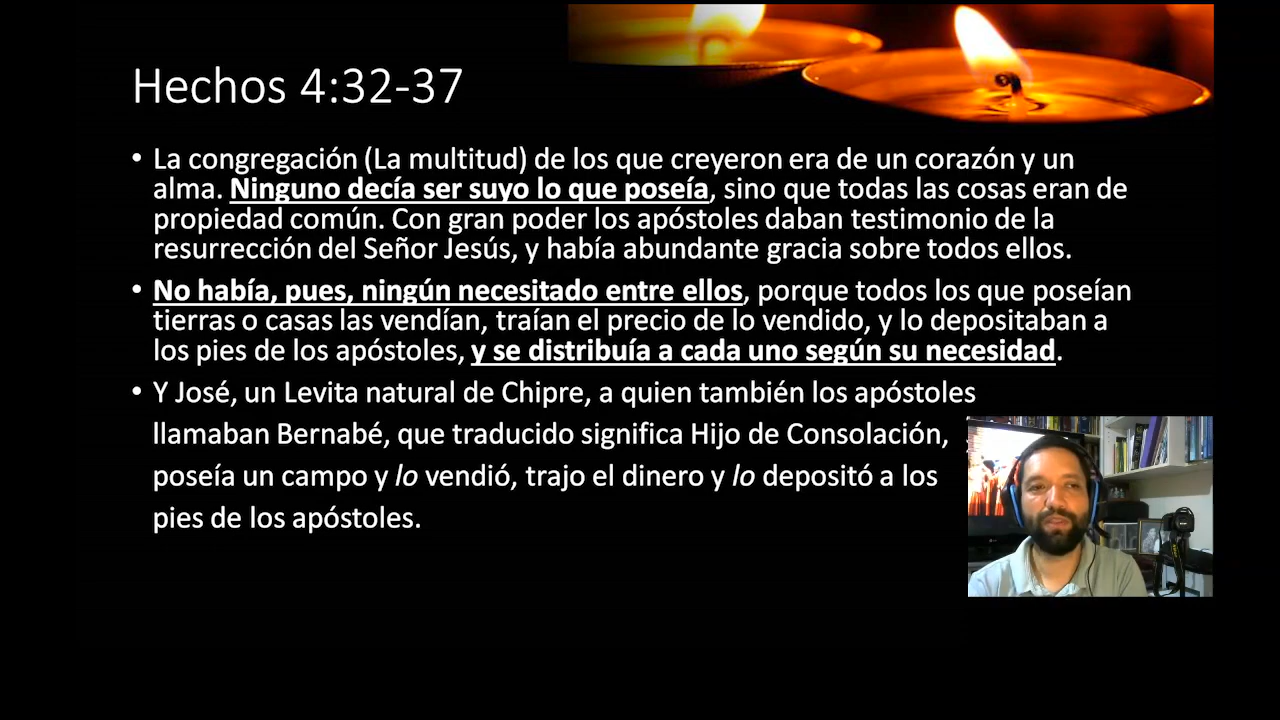 Hechos 4:32-37
• La congregación (La multitud) de los que creyeron era de un corazón y un
alma. Ninguno decía ser suyo lo que poseía, sino que todas las cosas eran de
propiedad común. Con gran poder los apóstoles daban testimonio de la
resurrección del Señor Jesús, y había abundante gracia sobre todos ellos.
• No había, pues, ningún necesitado entre ellos, porque todos los que poseían
tierras o casas las vendían, traían el precio de lo vendido, y lo depositaban a
los pies de los apóstoles, y se distribuía a cada uno según su necesidad.
• Y José, un Levita natural de Chipre, a quien también los apóstoles
llamaban Bernabé, que traducido significa Hijo de Consolación,
poseía un campo y lo vendió, trajo el dinero y lo depositó a los
pies de los apóstoles.